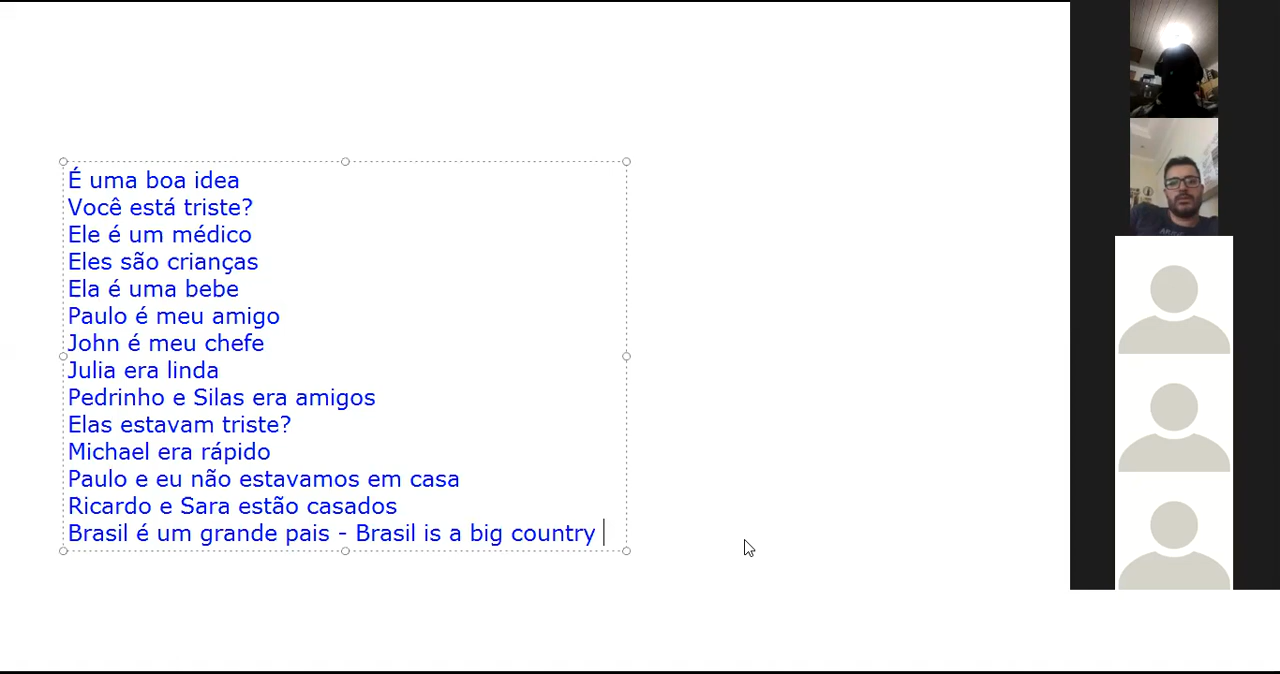 É uma boa idea
Você está triste?
Ele é um médico
Eles são crianças
Ela é uma bebe
Paulo é meu amigo
John é meu chefe
Julia era linda
Pedrinho e Silas era amigos
Elas estavam triste?
Michael era rápido
Paulo e eu não estavamos em casa
Ricardo e Sara estão casados
Brasil é um grande pais - Brasil is a big country